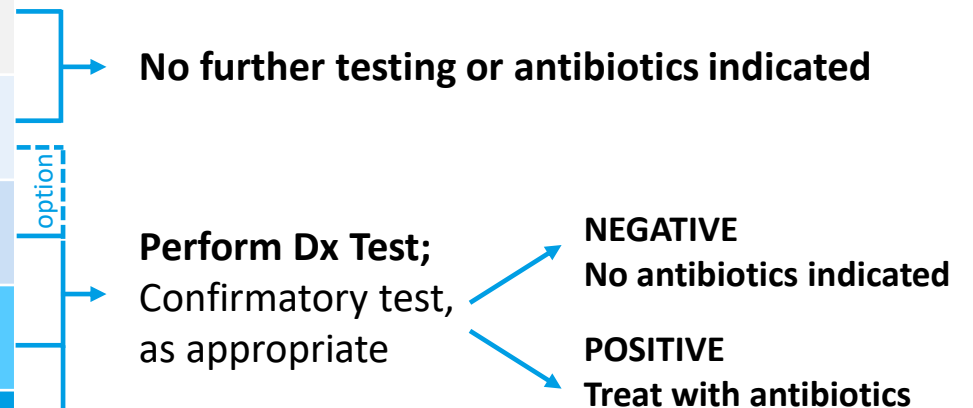 No further testing or antibiotics indicated
option
Perform Dx Test;
Confirmatory test,
as appropriate
NEGATIVE
No antibiotics indicated
POSITIVE
Treat with antibiotics